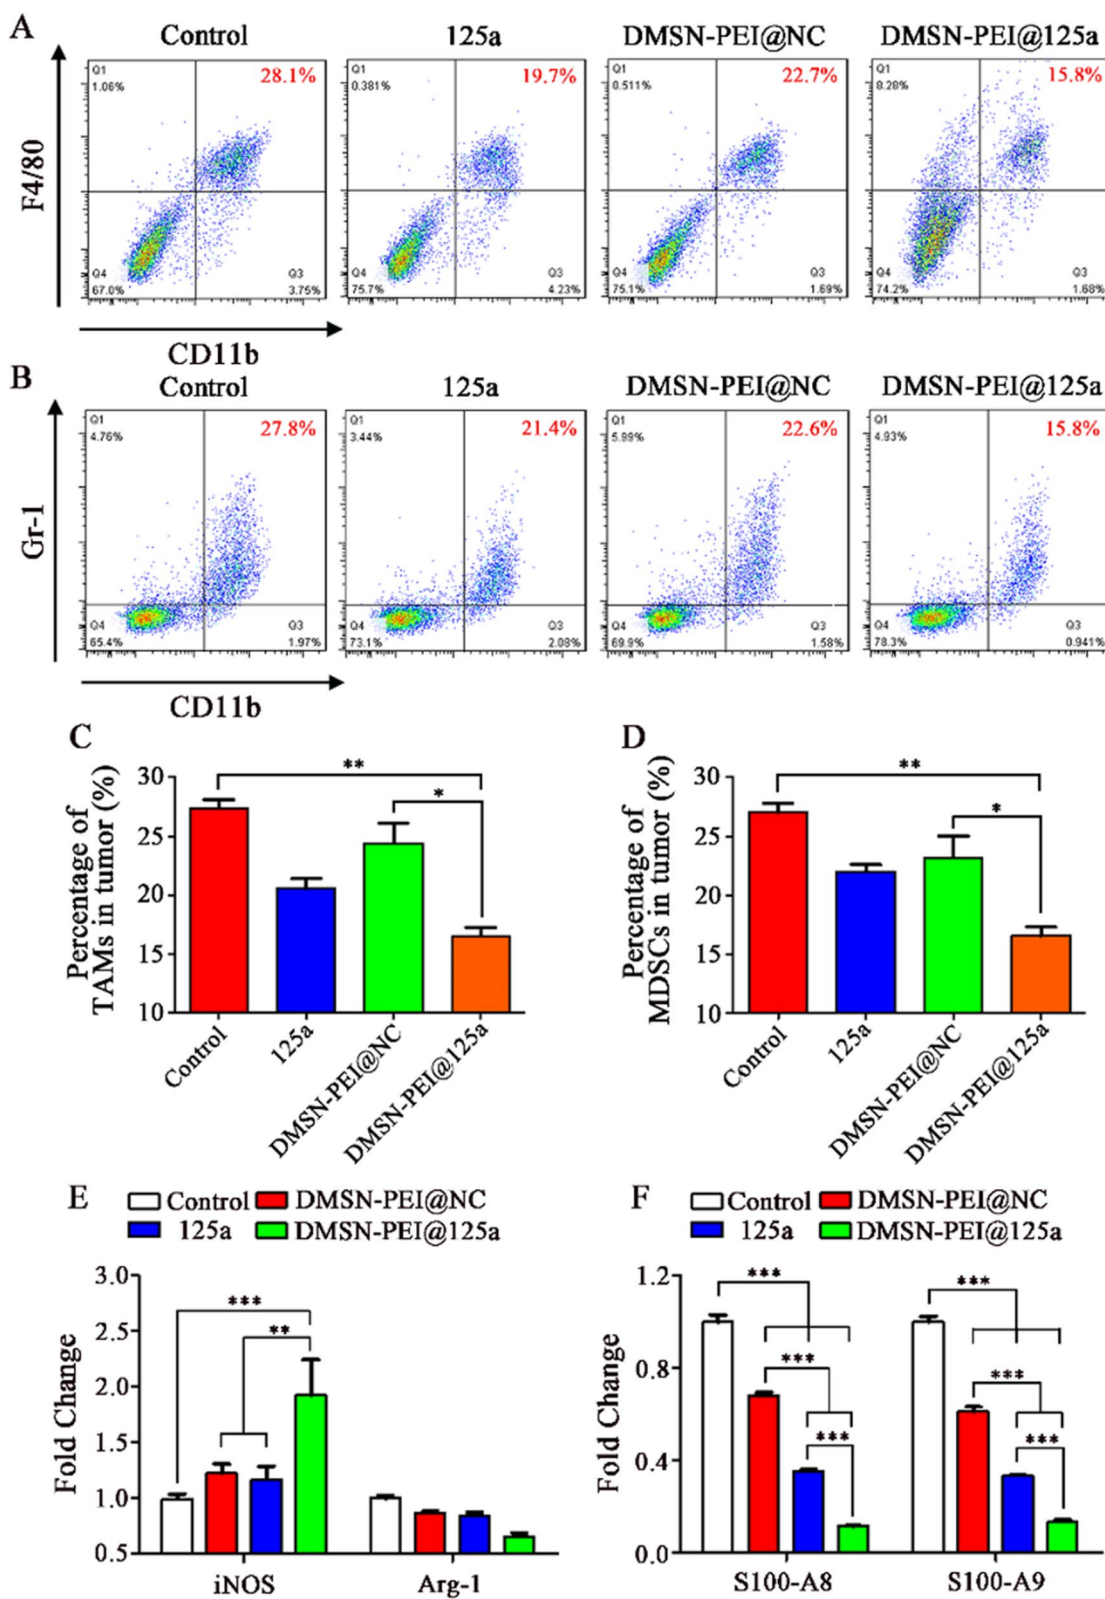 A
Control 125a DMSN-PEI@NC DMSN-PEI@125a
Q1 28.1% Q1 19.7% Q1 22.7% Q1 15.8%
1.06% 0.381% 0.511% 8.28%
F4/80
Q4 Q3 Q4 Q3 Q4 Q3 Q4 Q3
67.0% 3.75% 75.7% 4.23% 75.1% 1.69% 74.2% 1.68%
CD11b
B
Control 125a DMSN-PEI@NC DMSN-PEI@125a
Q1 27.8% Q1 21.4% Q1 22.6% Q1 15.8%
4.76% 3.44% 5.99% 4.93%
Gr-1
Q4 Q3 Q4 Q3 Q4 Q3 Q4 Q3
65.4% 1.97% 73.1% 2.08% 69.9% 1.58% 78.3% 0.941%
CD11b
C
Percentage of
TAMs in tumor (%)
30
25
20
15
10
**
*
Control 125a DMSN-PEI@NC DMSN-PEI@125a
D
Percentage of
MDSCs in tumor (%)
30
25
20
15
10
**
*
Control 125a DMSN-PEI@NC DMSN-PEI@125a
E
Control DMSN-PEI@NC
125a DMSN-PEI@125a
Fold Change
3.0
2.5
2.0
1.5
1.0
0.5
***
**
iNOS Arg-1
F
Control DMSN-PEI@NC
125a DMSN-PEI@125a
Fold Change
1.2
0.8
0.4
0.0
*** ***
*** ***
*** ***
S100-A8 S100-A9